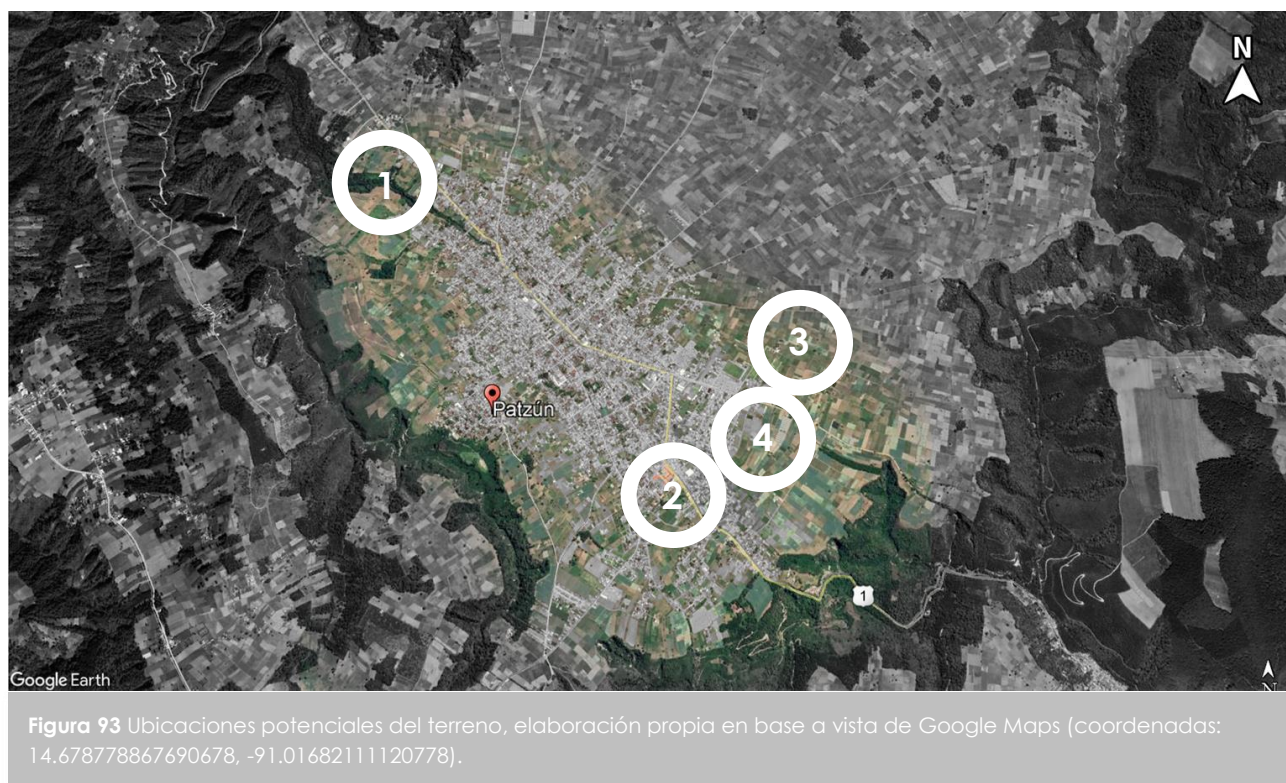 N
1
3
Patzún
4
2
1
Google Earth
N
Figura 93 Ubicaciones potenciales del terreno, elaboración propia en base a vista de Google Maps (coordenadas:
14.678778867690678, -91.01682111120778).